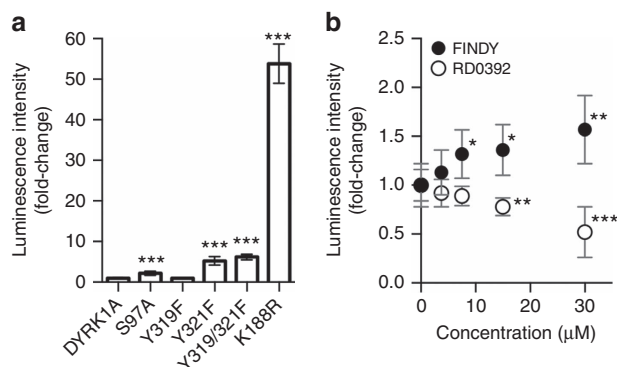 a
Luminescence intensity
(fold-change)
60
50
40
30
20
10
0
***
***
***
***
DYRK1A
S97A
Y319F
Y321F
Y319/321F
K188R
b
Luminescence intensity
(fold-change)
2.5
2.0
1.5
1.0
0.5
0.0
FINDY
RD0392
*
*
**
**
***
0
10
20
30
Concentration (μM)